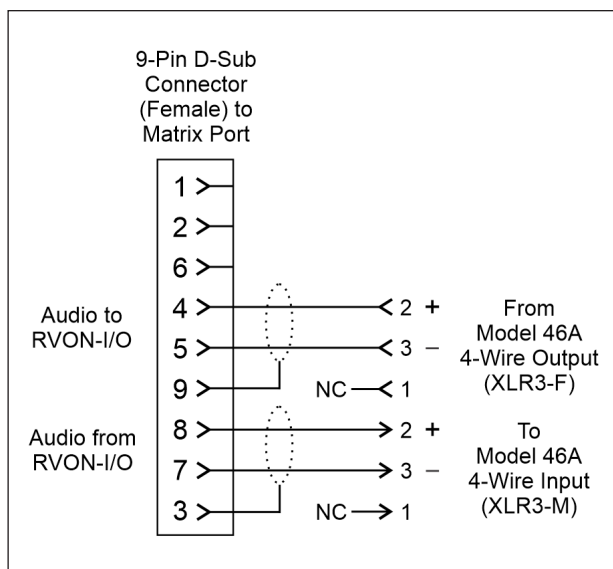 9-Pin D-Sub
Connector
(Female) to
Matrix Port
1
2
6
4
5
9
8
7
3
Audio to
RVON-I/O
Audio from
RVON-I/O
2 +
3 –
NC 1
2 +
3 –
NC 1
From
Model 46A
4-Wire Output
(XLR3-F)
To
Model 46A
4-Wire Input
(XLR3-M)